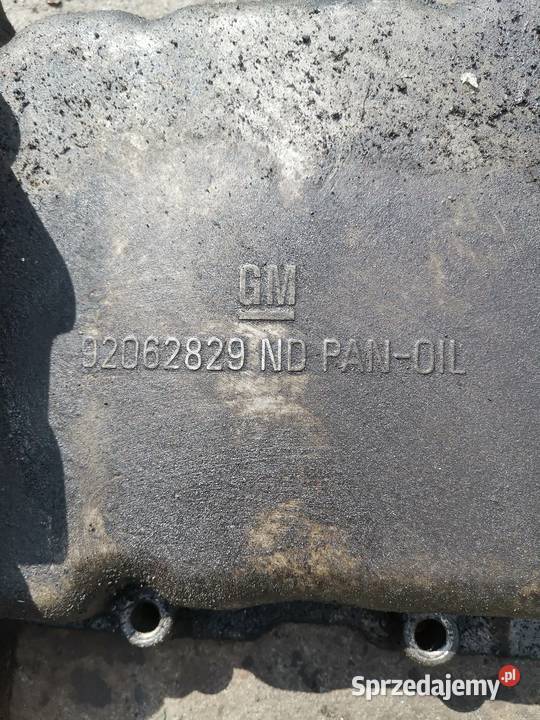 GM
92062829 ND PAN-OIL
Sprzedajemy.pl